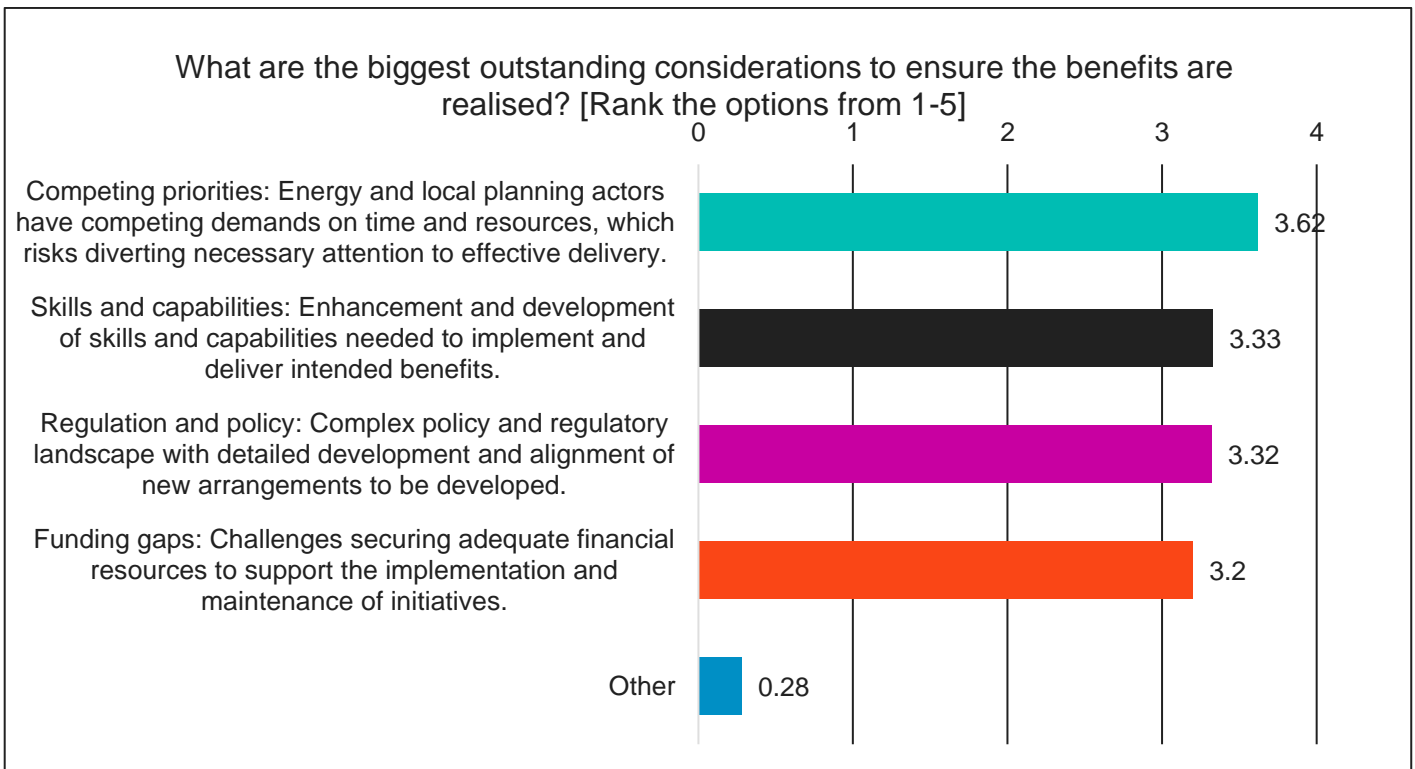 What are the biggest outstanding considerations to ensure the benefits are
realised? [Rank the options from 1-5]
0 1 2 3 4
Competing priorities: Energy and local planning actors
have competing demands on time and resources, which
risks diverting necessary attention to effective delivery.
3.62
Skills and capabilities: Enhancement and development
of skills and capabilities needed to implement and
deliver intended benefits.
3.33
Regulation and policy: Complex policy and regulatory
landscape with detailed development and alignment of
new arrangements to be developed.
3.32
Funding gaps: Challenges securing adequate financial
resources to support the implementation and
maintenance of initiatives.
3.2
Other
0.28